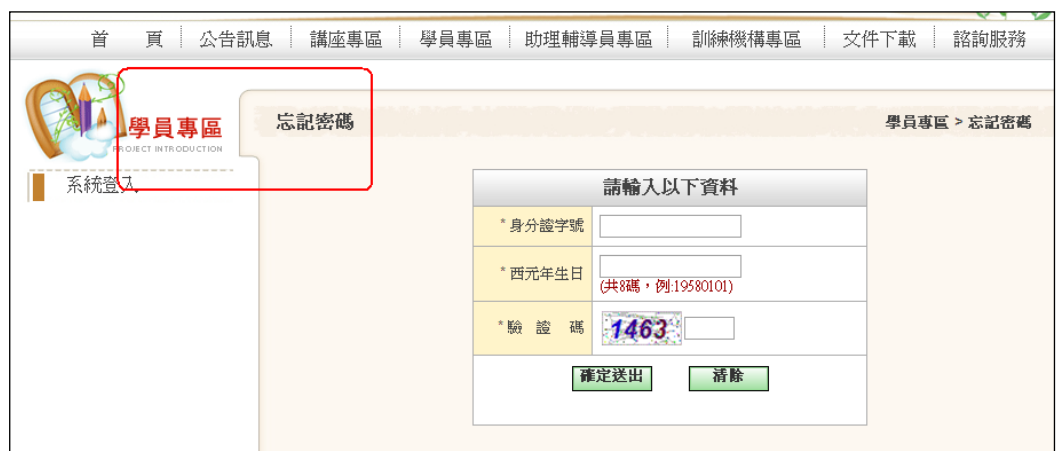 首 頁 公告訊息 講座專區 學員專區 助理輔導員專區 訓練機構專區 文件下載 諮詢服務
學員專區
PROJECT INTRODUCTION
忘記密碼
學員專區 > 忘記密碼
系統登入
請輸入以下資料
*身分證字號
*西元年生日
(共8碼，例:19580101)
*驗 證 碼 1463
確定送出 清除